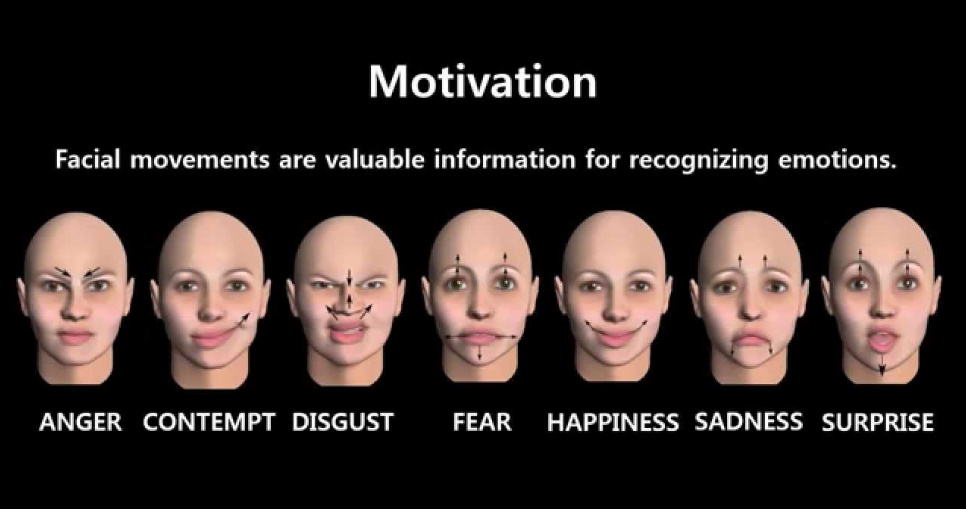 Motivation
Facial movements are valuable information for recognizing emotions.
ANGER CONTEMPT DISGUST FEAR HAPPINESS SADNESS SURPRISE